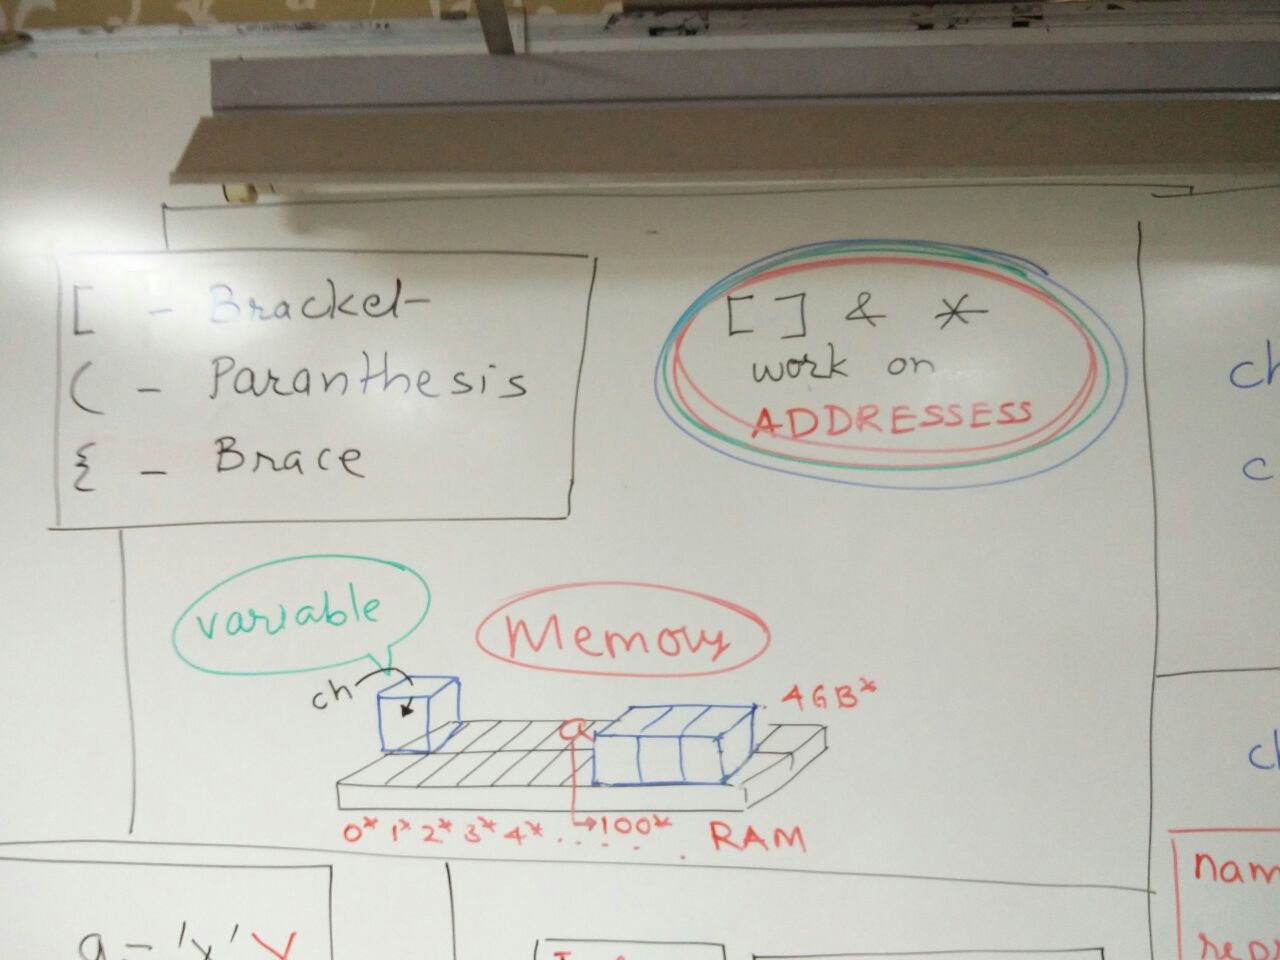 [ - Bracket
( - Paranthesis
{ - Brace
[ ] & *
work on
ADDRESSESS
variable
Memory
ch
4GB*
a
0* 1* 2* 3* 4* . . . . . 100*
RAM
ch
c
ch
nam
repr
a = 'x'